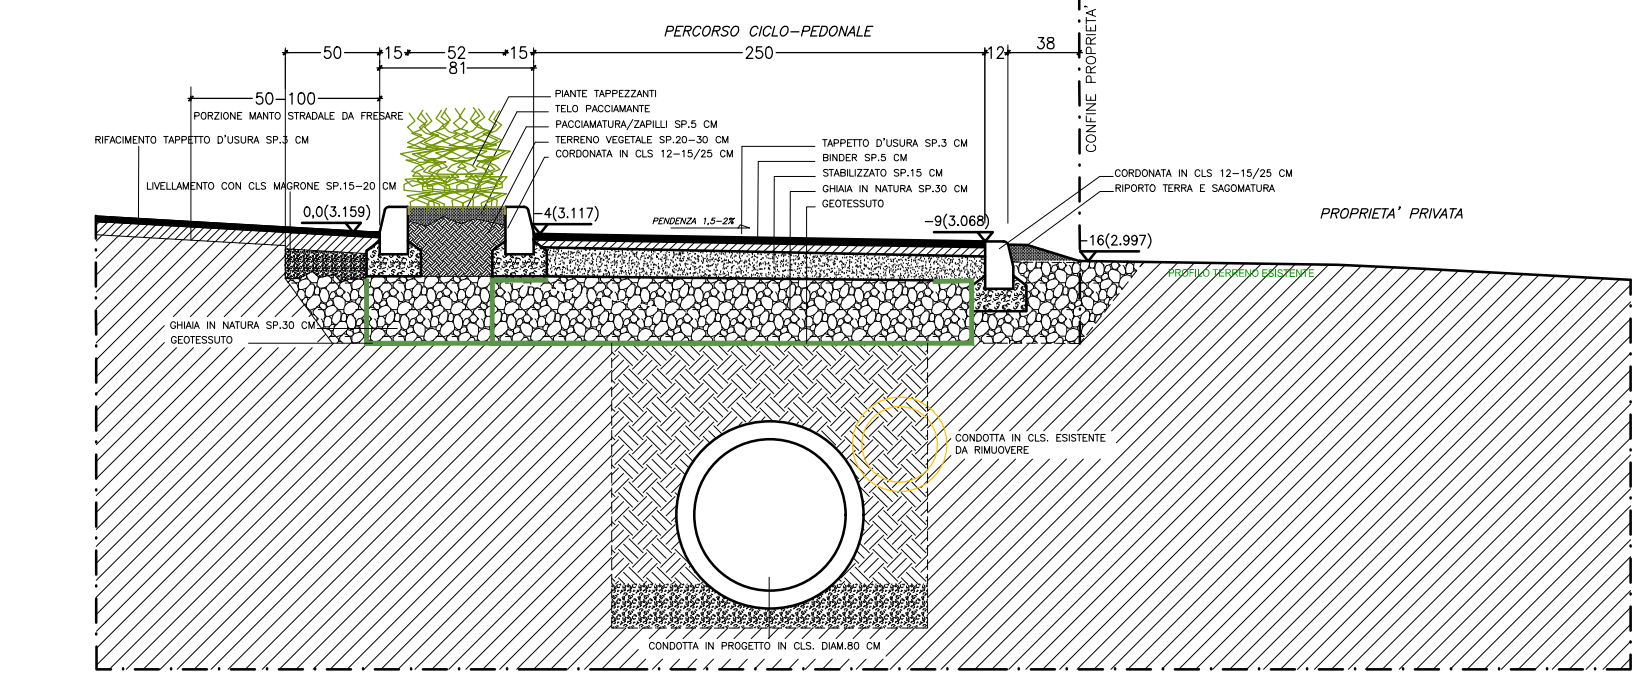 PERCORSO CICLO-PEDONALE
50
15
52
15
250
12
38
81
50-100
CONFINE PROPRIETA'
PORZIONE MANTO STRADALE DA FRESARE
RIFACIMENTO TAPPETTO D'USURA SP.3 CM
LIVELLAMENTO CON CLS MAGRONE SP.15-20 CM
PIANTE TAPPEZZANTI
TELO PACCIAMANTE
PACCIAMATURA/ZAPILLI SP.5 CM
TERRENO VEGETALE SP.20-30 CM
CORDONATA IN CLS 12-15/25 CM
TAPPETTO D'USURA SP.3 CM
BINDER SP.5 CM
STABILIZZATO SP.15 CM
GHIAIA IN NATURA SP.30 CM
GEOTESSUTO
CORDONATA IN CLS 12-15/25 CM
RIPORTO TERRA E SAGOMATURA
PROPRIETA' PRIVATA
0,0(3.159)
-4(3.117)
PENDENZA 1,5-2%
-9(3.068)
-16(2.997)
PROFILO TERRENO ESISTENTE
GHIAIA IN NATURA SP.30 CM
GEOTESSUTO
CONDOTTA IN CLS. ESISTENTE
DA RIMUOVERE
CONDOTTA IN PROGETTO IN CLS. DIAM.80 CM